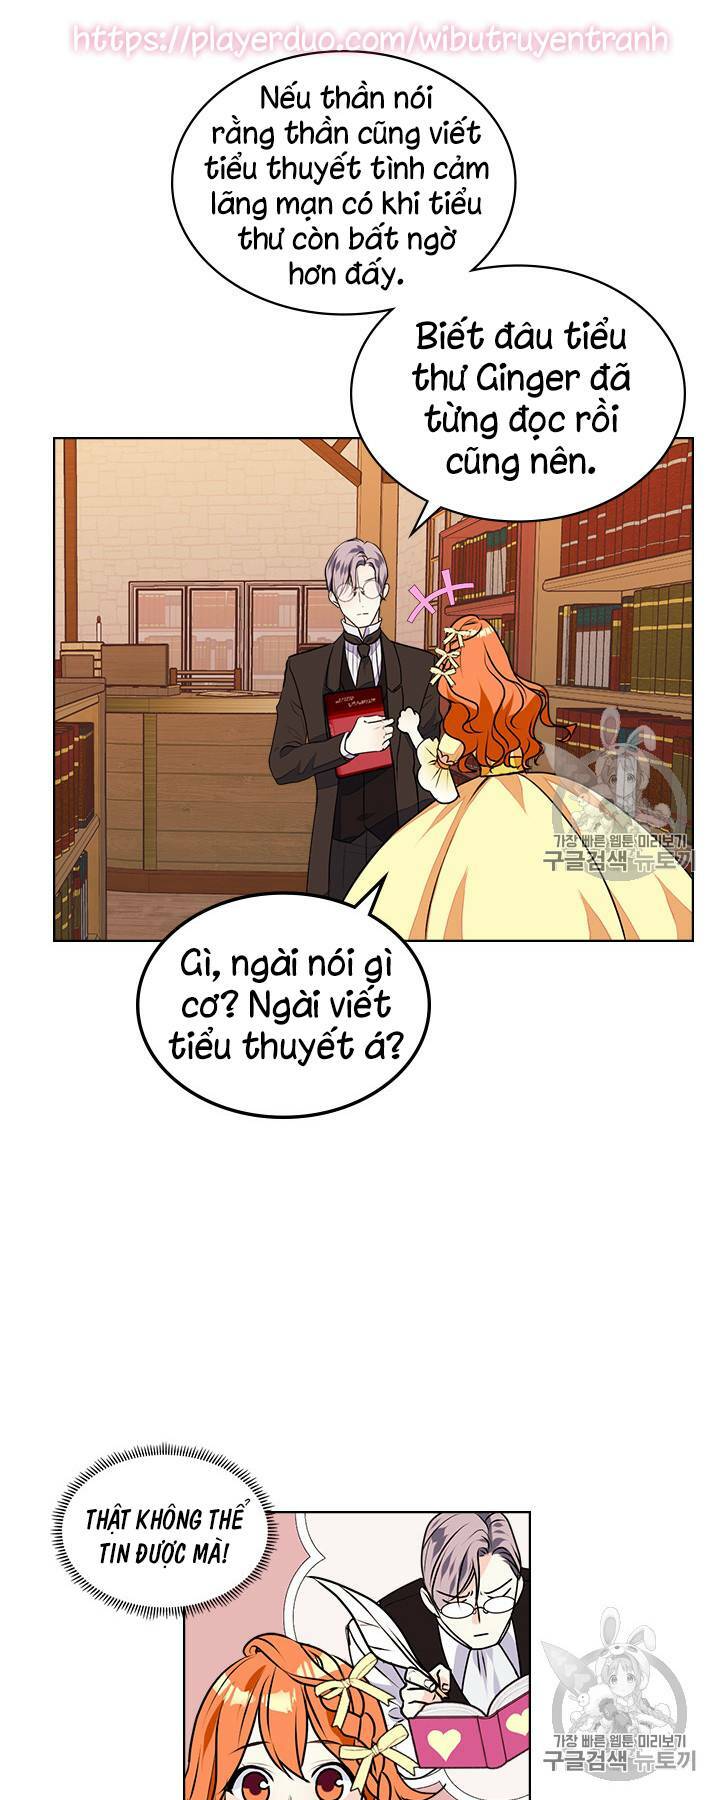 https://playerduo.com/wibutruyentranh
Nếu thần nói
rằng thần cũng viết
tiểu thuyết tình cảm
lãng mạn có khi tiểu
thư còn bất ngờ
hơn đấy.
Biết đâu tiểu
thư Ginger đã
từng đọc rồi
cũng nên.
가장 빠른 웹툰 미리보기
구글검색 뉴토끼
Gì, ngài nói gì
cơ? Ngài viết
tiểu thuyết á?
THẬT KHÔNG THỂ
TIN ĐƯỢC MÀ!
가장 빠른 웹툰 미리보기
구글검색 뉴토끼